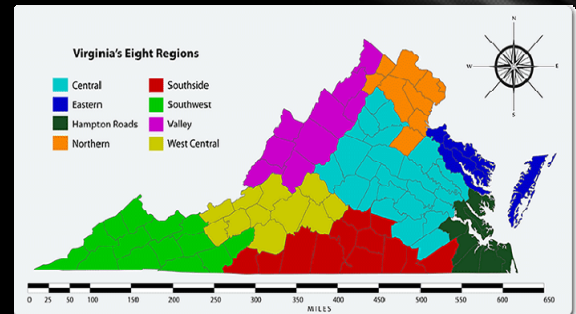 Virginia's Eight Regions
Central
Eastern
Hampton Roads
Northern
Southside
Southwest
Valley
West Central
N
W E
S
0 25 50 100 150 200 250 300 350 400 450 500 550 600 650
MILES